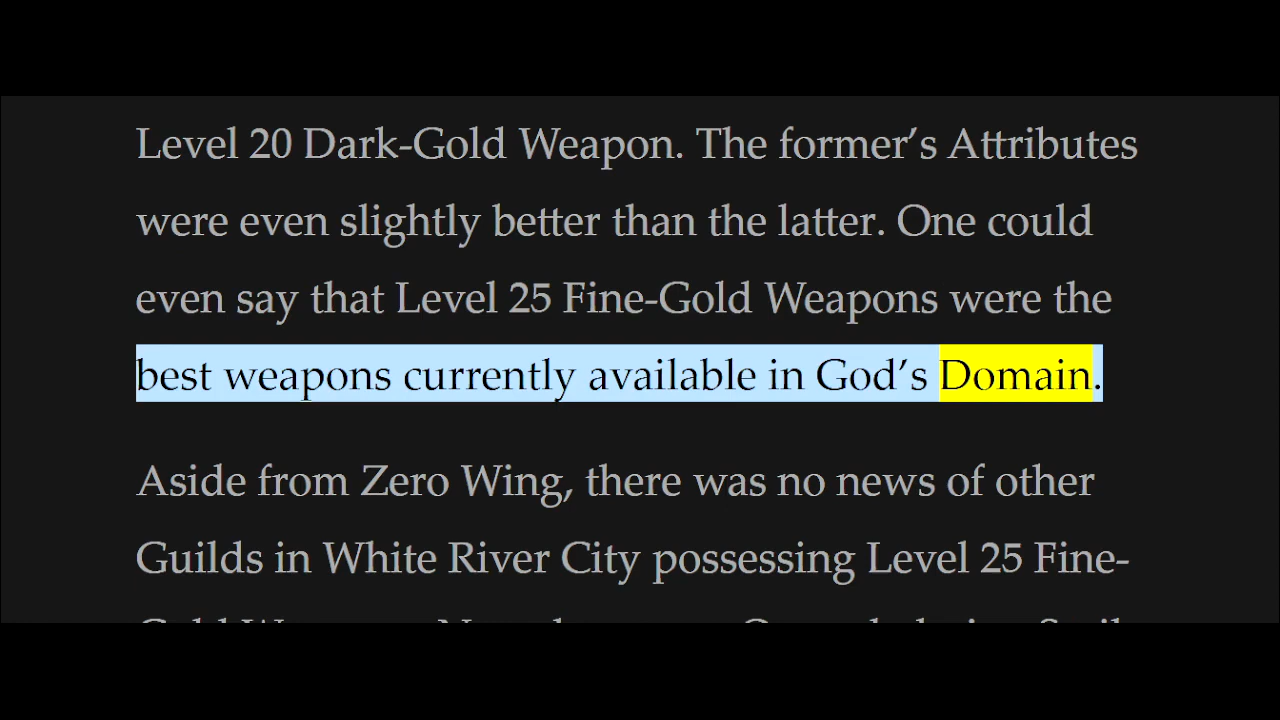 Level 20 Dark-Gold Weapon. The former’s Attributes
were even slightly better than the latter. One could
even say that Level 25 Fine-Gold Weapons were the
best weapons currently available in God’s Domain.
Aside from Zero Wing, there was no news of other
Guilds in White River City possessing Level 25 Fine-